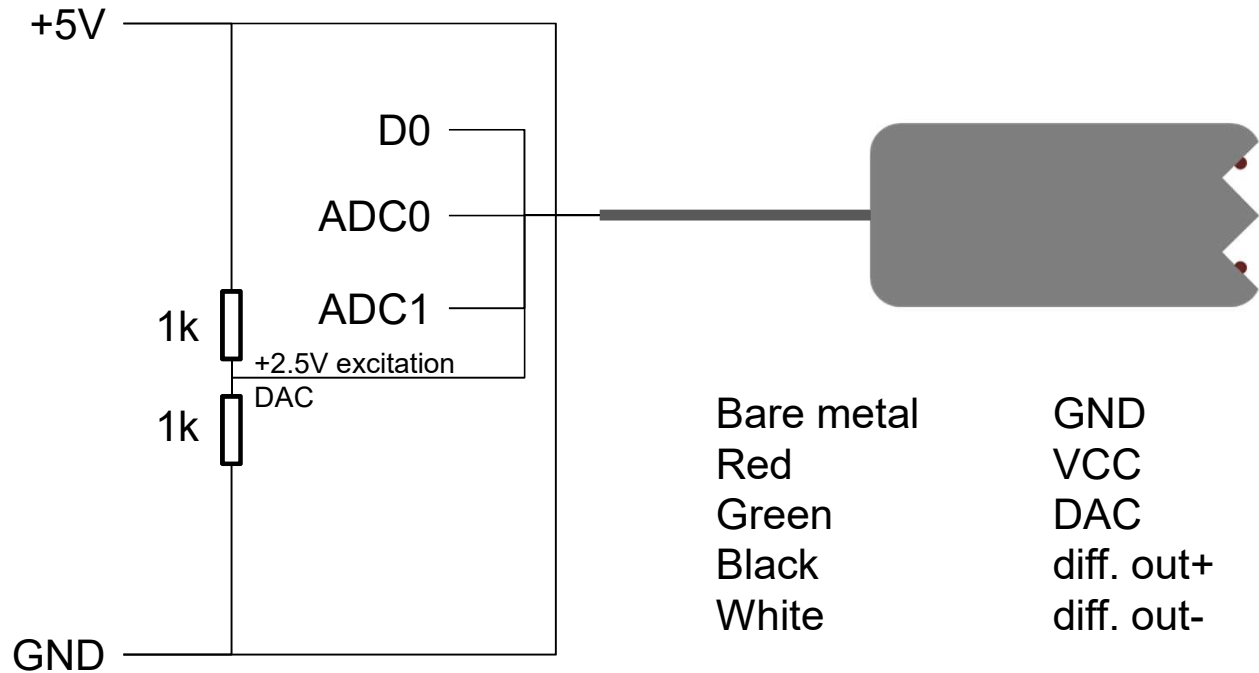 +5V
D0
ADC0
ADC1
1k
+2.5V excitation
DAC
1k
GND
Bare metal GND
Red VCC
Green DAC
Black diff. out+
White diff. out-